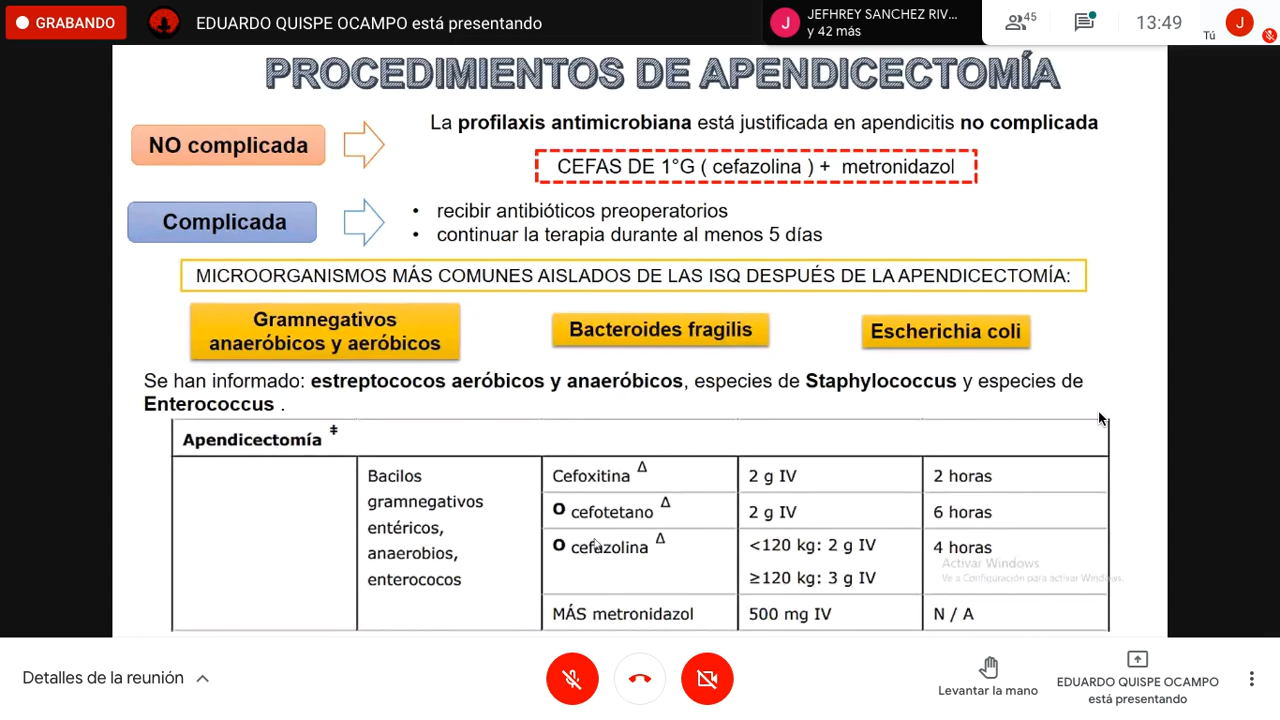 GRABANDO
EDUARDO QUISPE OCAMPO está presentando
J
JEFHREY SANCHEZ RIV...
y 42 más
45
13:49
Tú
J
PROCEDIMIENTOS DE APENDICECTOMÍA
NO complicada
La profilaxis antimicrobiana está justificada en apendicitis no complicada
CEFAS DE 1°G ( cefazolina ) + metronidazol
Complicada
• recibir antibióticos preoperatorios
• continuar la terapia durante al menos 5 días
MICROORGANISMOS MÁS COMUNES AISLADOS DE LAS ISQ DESPUÉS DE LA APENDICECTOMÍA:
Gramnegativos
anaeróbicos y aeróbicos
Bacteroides fragilis
Escherichia coli
Se han informado: estreptococos aeróbicos y anaeróbicos, especies de Staphylococcus y especies de
Enterococcus .
Apendicectomía ‡
Bacilos
gramnegativos
entéricos,
anaerobios,
enterococos
Cefoxitina Δ
2 g IV
2 horas
O cefotetano Δ
2 g IV
6 horas
O cefazolina Δ
<120 kg: 2 g IV
≥120 kg: 3 g IV
4 horas
MÁS metronidazol
500 mg IV
N / A
Activar Windows
Ve a Configuración para activar Windows.
Detalles de la reunión
Levantar la mano
EDUARDO QUISPE OCAMPO
está presentando